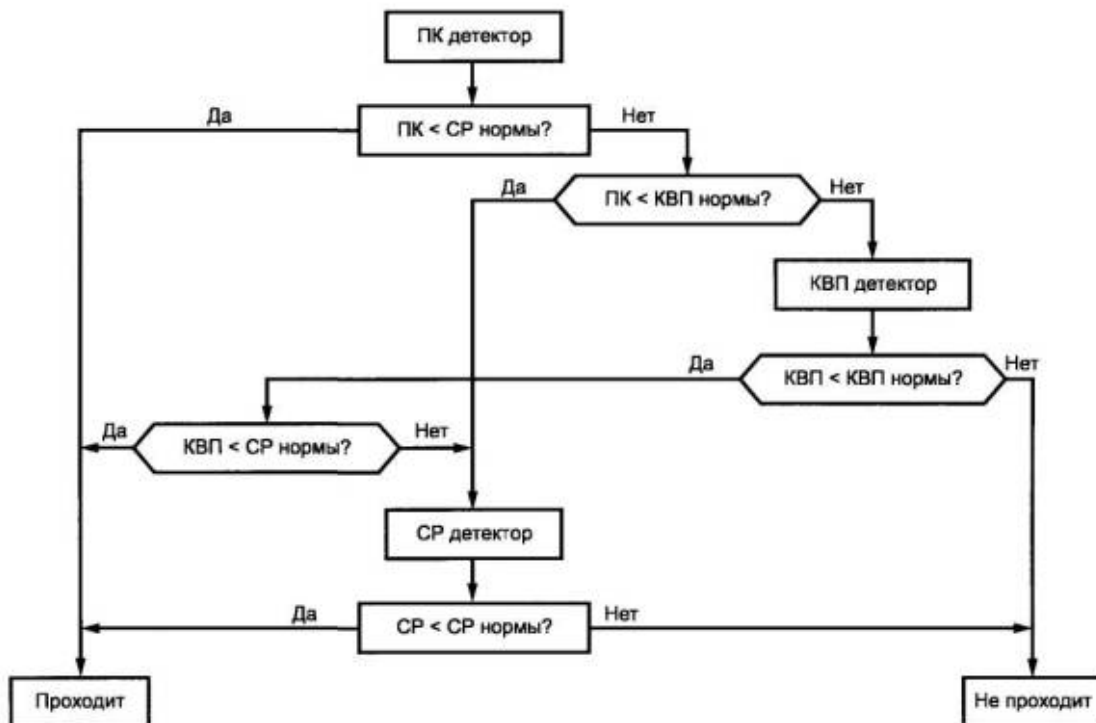 ПК детектор
Да
ПК < СР нормы?
Нет
Да
ПК < КВП нормы?
Нет
КВП детектор
Да
КВП < КВП нормы?
Нет
Да
КВП < СР нормы?
Нет
СР детектор
Да
СР < СР нормы?
Нет
Проходит
Не проходит